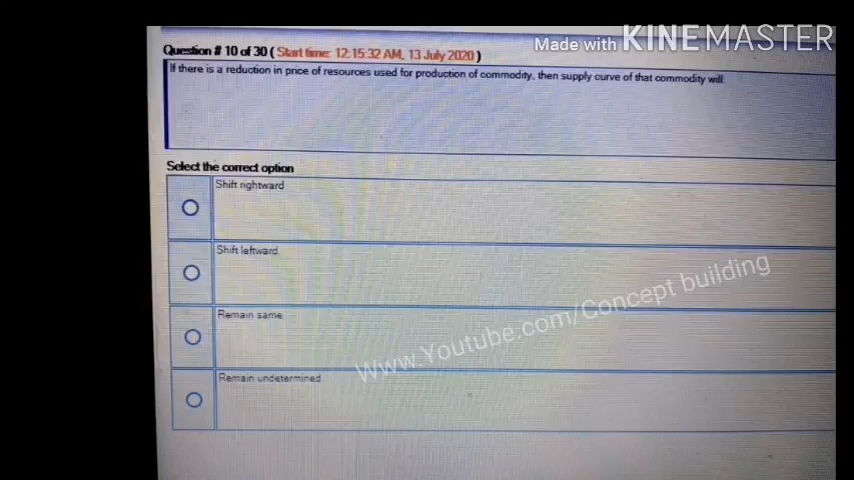 Made with KINEMASTER
Question # 10 of 30 ( Start time: 12:15:32 AM, 13 July 2020 )
If there is a reduction in price of resources used for production of commodity, then supply curve of that commodity will:
Select the correct option
Shift rightward
Shift leftward
Remain same
Remain undetermined
Www.Youtube.com/Concept building